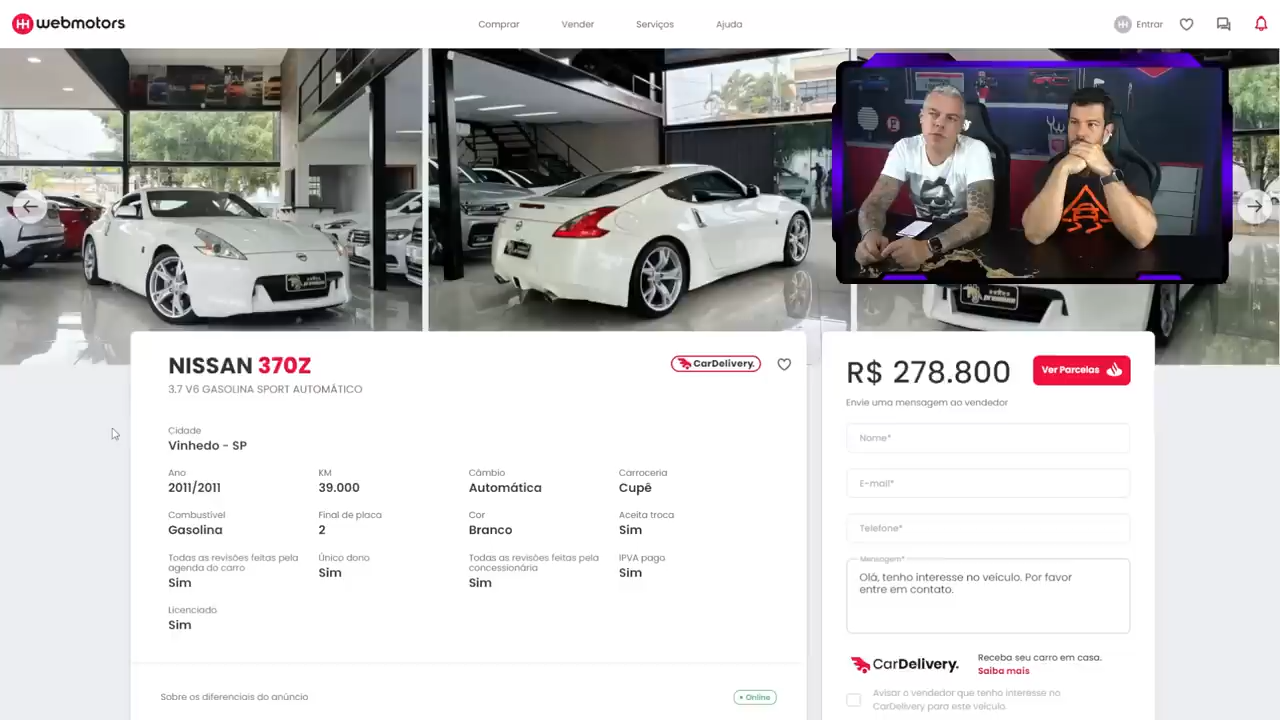 webmotors
Comprar
Vender
Serviços
Ajuda
Entrar
NISSAN 370Z
3.7 V6 GASOLINA SPORT AUTOMÁTICO
CarDelivery.
Cidade
Vinhedo - SP
Ano
2011/2011
KM
39.000
Câmbio
Automática
Carroceria
Cupê
Combustível
Gasolina
Final de placa
2
Cor
Branco
Aceita troca
Sim
Todas as revisões feitas pela
agenda do carro
Sim
Único dono
Sim
Todas as revisões feitas pela
concessionária
Sim
IPVA pago
Sim
Licenciado
Sim
Sobre os diferenciais do anúncio
• Online
R$ 278.800
Ver Parcelas
Envie uma mensagem ao vendedor
Nome*
E-mail*
Telefone*
Mensagem*
Olá, tenho interesse no veículo. Por favor
entre em contato.
CarDelivery.
Receba seu carro em casa.
Saiba mais
Avisar o vendedor que tenho interesse no
CarDelivery para este veículo.